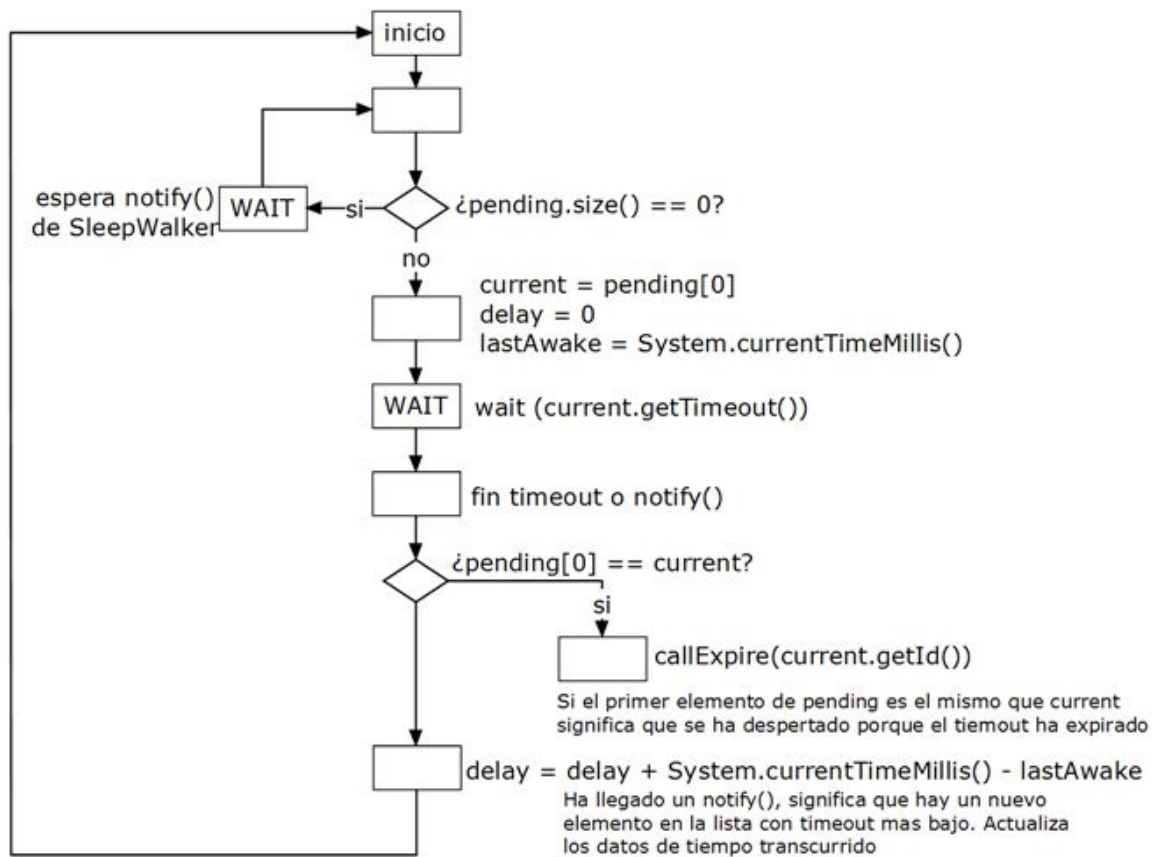 inicio
espera notify()
de SleepWalker
WAIT
si
¿pending.size() == 0?
no
current = pending[0]
delay = 0
lastAwake = System.currentTimeMillis()
WAIT
wait (current.getTimeout())
fin timeout o notify()
¿pending[0] == current?
si
callExpire(current.getId())
Si el primer elemento de pending es el mismo que current
significa que se ha despertado porque el tiemout ha expirado
delay = delay + System.currentTimeMillis() - lastAwake
Ha llegado un notify(), significa que hay un nuevo
elemento en la lista con timeout mas bajo. Actualiza
los datos de tiempo transcurrido